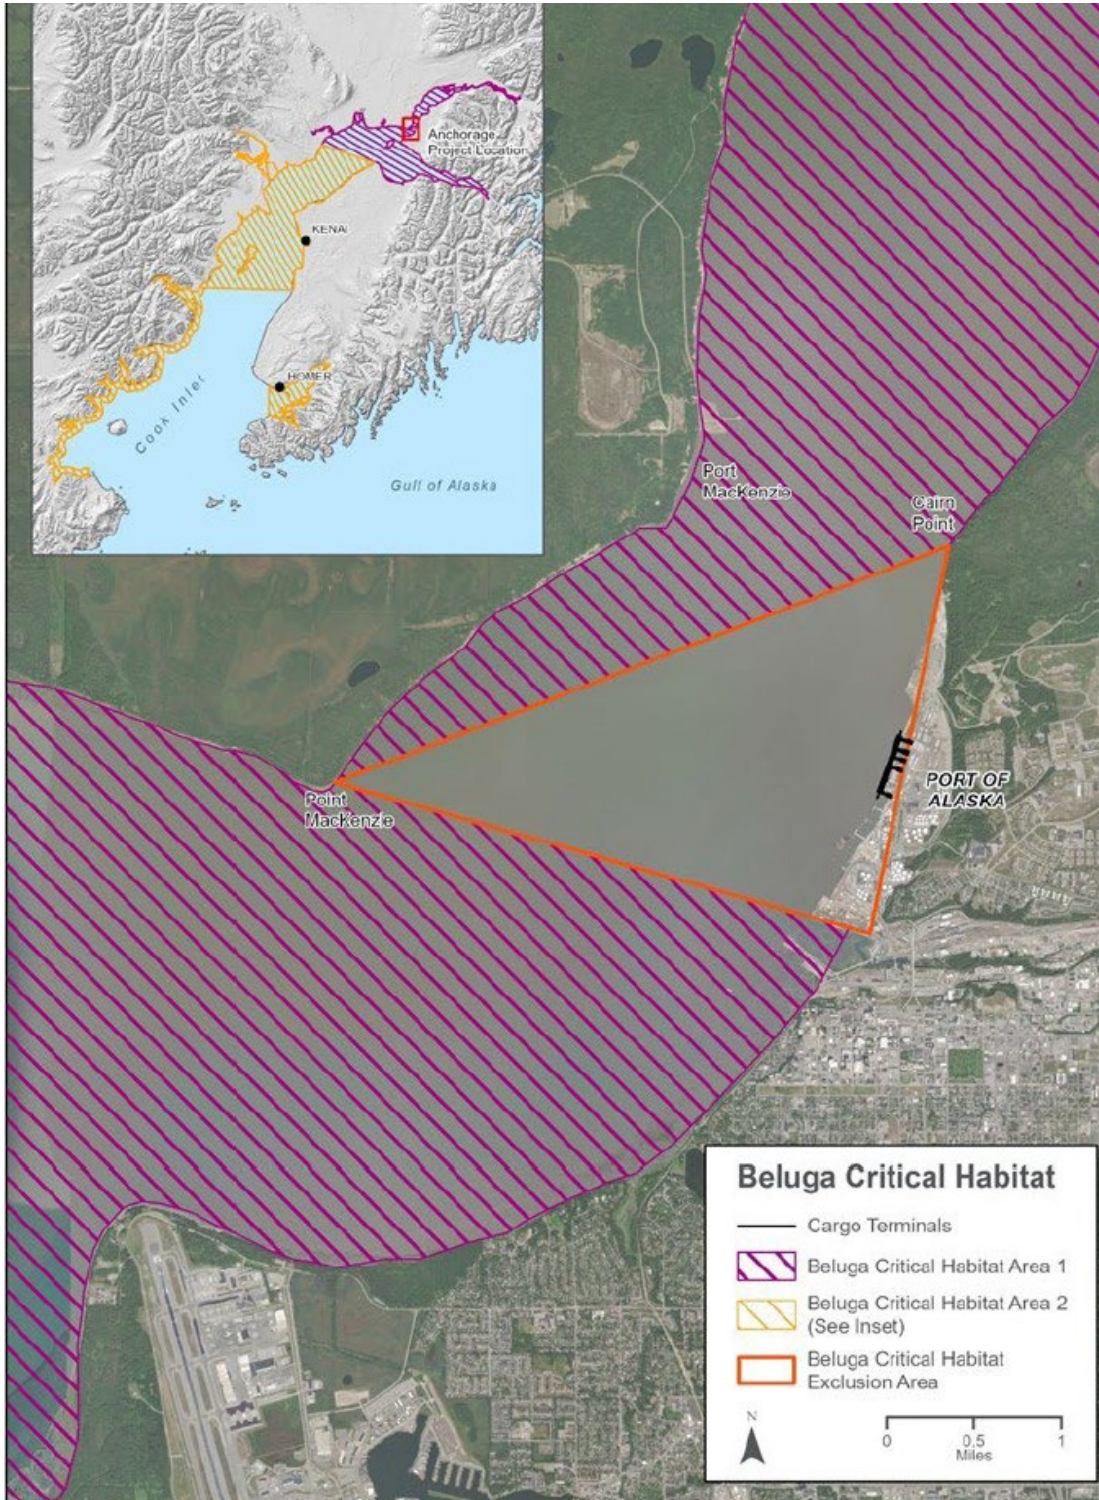 Anchorage
Project Location
KENAI
HOMER
Cook Inlet
Gulf of Alaska
Port
MacKenzie
Cairn
Point
Point
MacKenzie
PORT OF
ALASKA
Beluga Critical Habitat
Cargo Terminals
Beluga Critical Habitat Area 1
Beluga Critical Habitat Area 2
(See Inset)
Beluga Critical Habitat
Exclusion Area
N
0 0.5 1
Miles